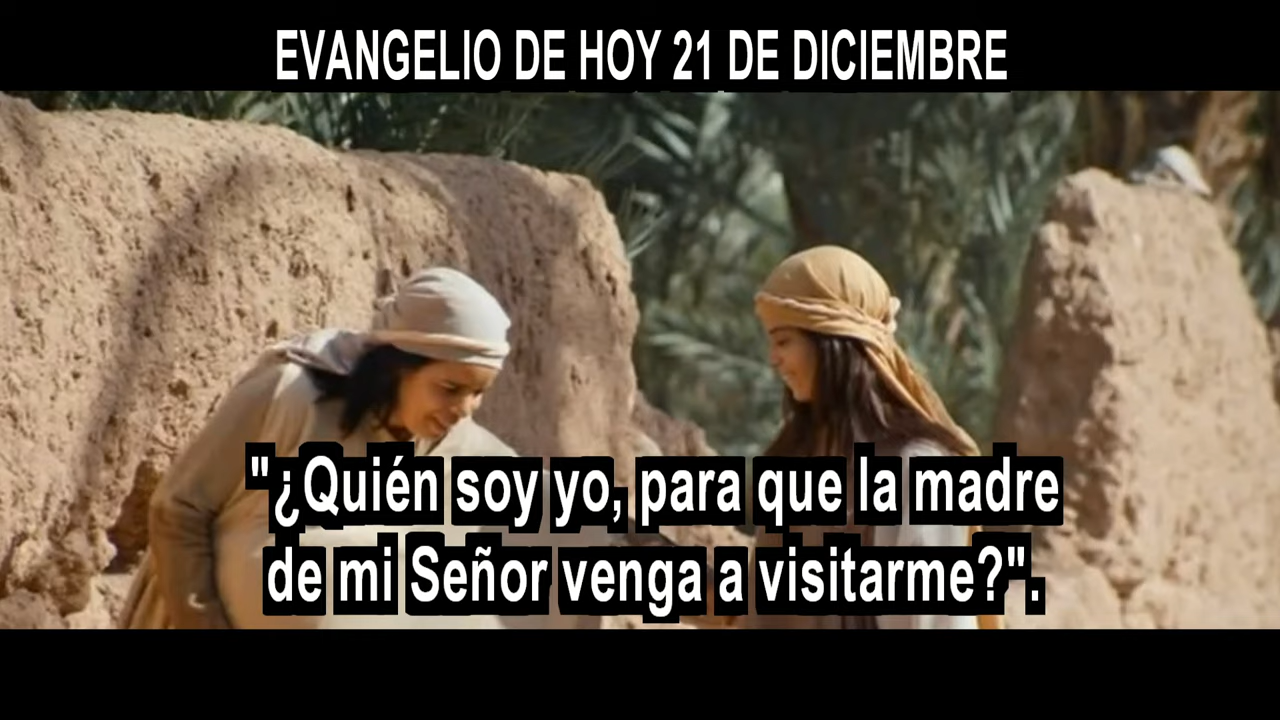 EVANGELIO DE HOY 21 DE DICIEMBRE
"¿Quién soy yo, para que la madre
de mi Señor venga a visitarme?".